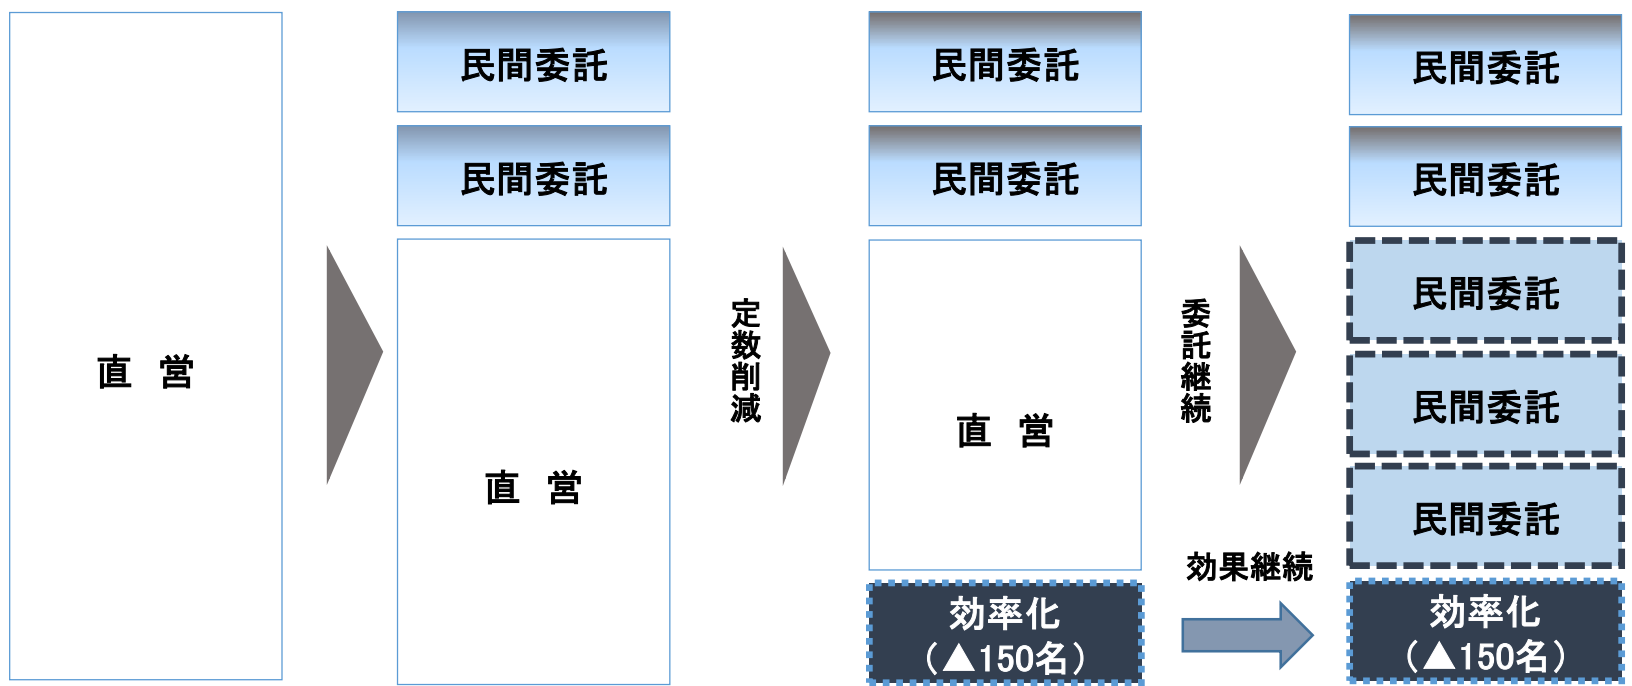 直　営
民間委託
民間委託
直　営
定数削減
民間委託
民間委託
直　営
効率化
（▲150名）
委託継続
効果継続
民間委託
民間委託
民間委託
民間委託
民間委託
効率化
（▲150名）